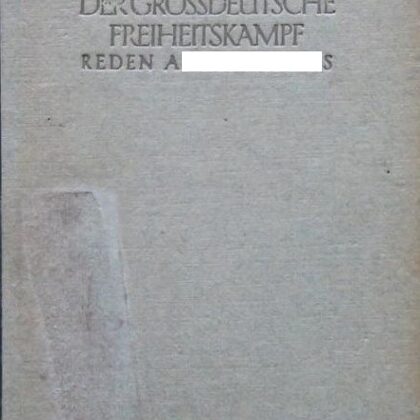 DER GROSSDEUTSCHE
FREIHEITSKAMPF
REDEN A S